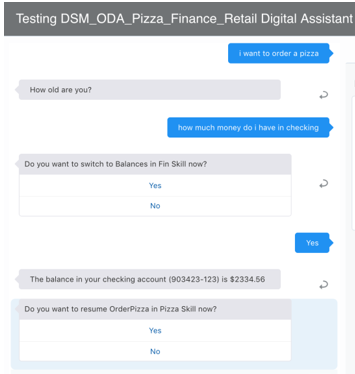 Testing DSM_ODA_Pizza_Finance_Retail Digital Assistant
i want to order a pizza
How old are you?
how much money do i have in checking
Do you want to switch to Balances in Fin Skill now?
Yes
No
Yes
The balance in your checking account (903423-123) is $2334.56
Do you want to resume OrderPizza in Pizza Skill now?
Yes
No